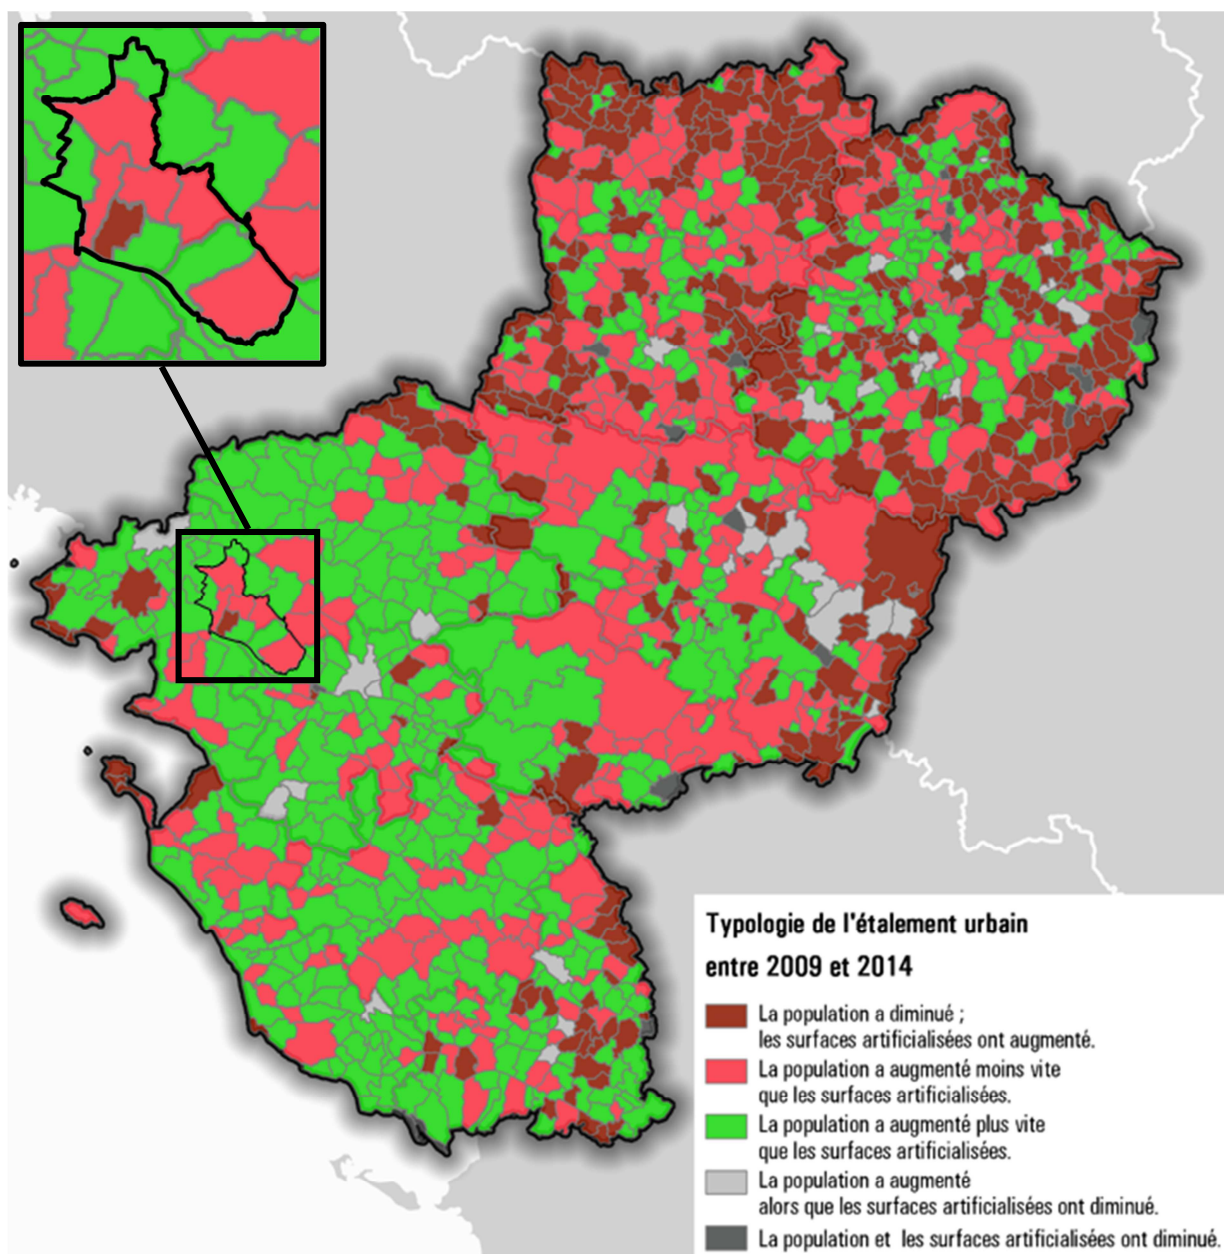 Typologie de l'étalement urbain
entre 2009 et 2014
La population a diminué ;
les surfaces artificialisées ont augmenté.
La population a augmenté moins vite
que les surfaces artificialisées.
La population a augmenté plus vite
que les surfaces artificialisées.
La population a augmenté
alors que les surfaces artificialisées ont diminué.
La population et les surfaces artificialisées ont diminué.